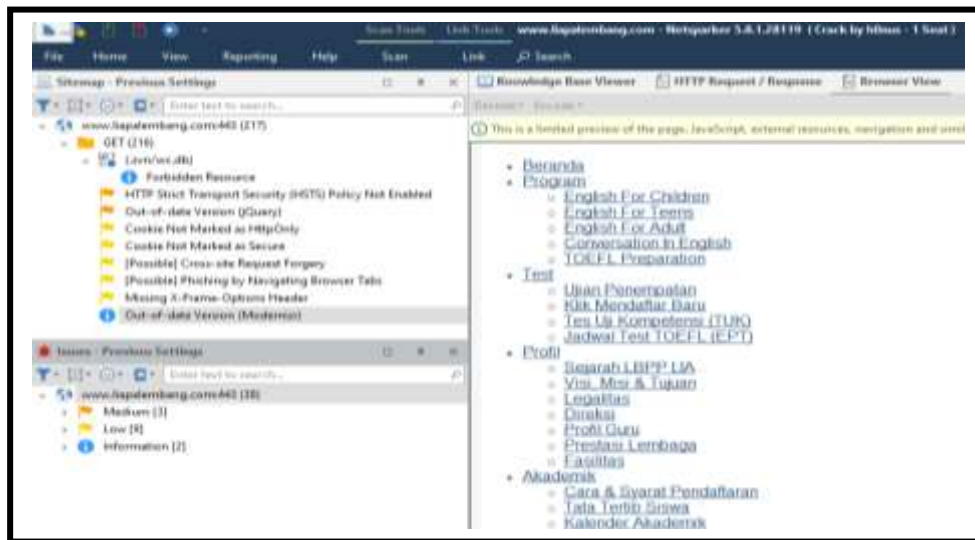 Scan Tools Link Tools www.liapalembang.com - Netsparker 5.8.1.28119 ( Crack by - 1 Seat )
File Home View Reporting Help Scan Link Search
Sitemap - Previous Settings
Enter text to search...
www.liapalembang.com:443 (217)
GET (216)
(.svn/wc.db)
Forbidden Resource
HTTP Strict Transport Security (HSTS) Policy Not Enabled
Out-of-date Version (jQuery)
Cookie Not Marked as HttpOnly
Cookie Not Marked as Secure
[Possible] Cross-site Request Forgery
[Possible] Phishing by Navigating Browser Tabs
Missing X-Frame-Options Header
Out-of-date Version (Modernizr)
Issues - Previous Settings
Enter text to search...
www.liapalembang.com:443
Medium [3]
Low
Information [2]
Knowledge Base Viewer HTTP Request / Response Browser View
This is a limited preview of the page. JavaScript, external resources, navigation and
Beranda
Program
English For Children
English For Teens
English For Adult
Conversation In English
TOEFL Preparation
Test
Ujian Penempatan
Klik Mendaftar Baru
Tes Uji Kompetensi (TUK)
Jadwal Test TOEFL (EPT)
Profil
Sejarah LBPP LIA
Visi, Misi & Tujuan
Legalitas
Direksi
Profil Guru
Prestasi Lembaga
Fasilitas
Akademik
Cara & Syarat Pendaftaran
Tata Tertib Siswa
Kalender Akademik